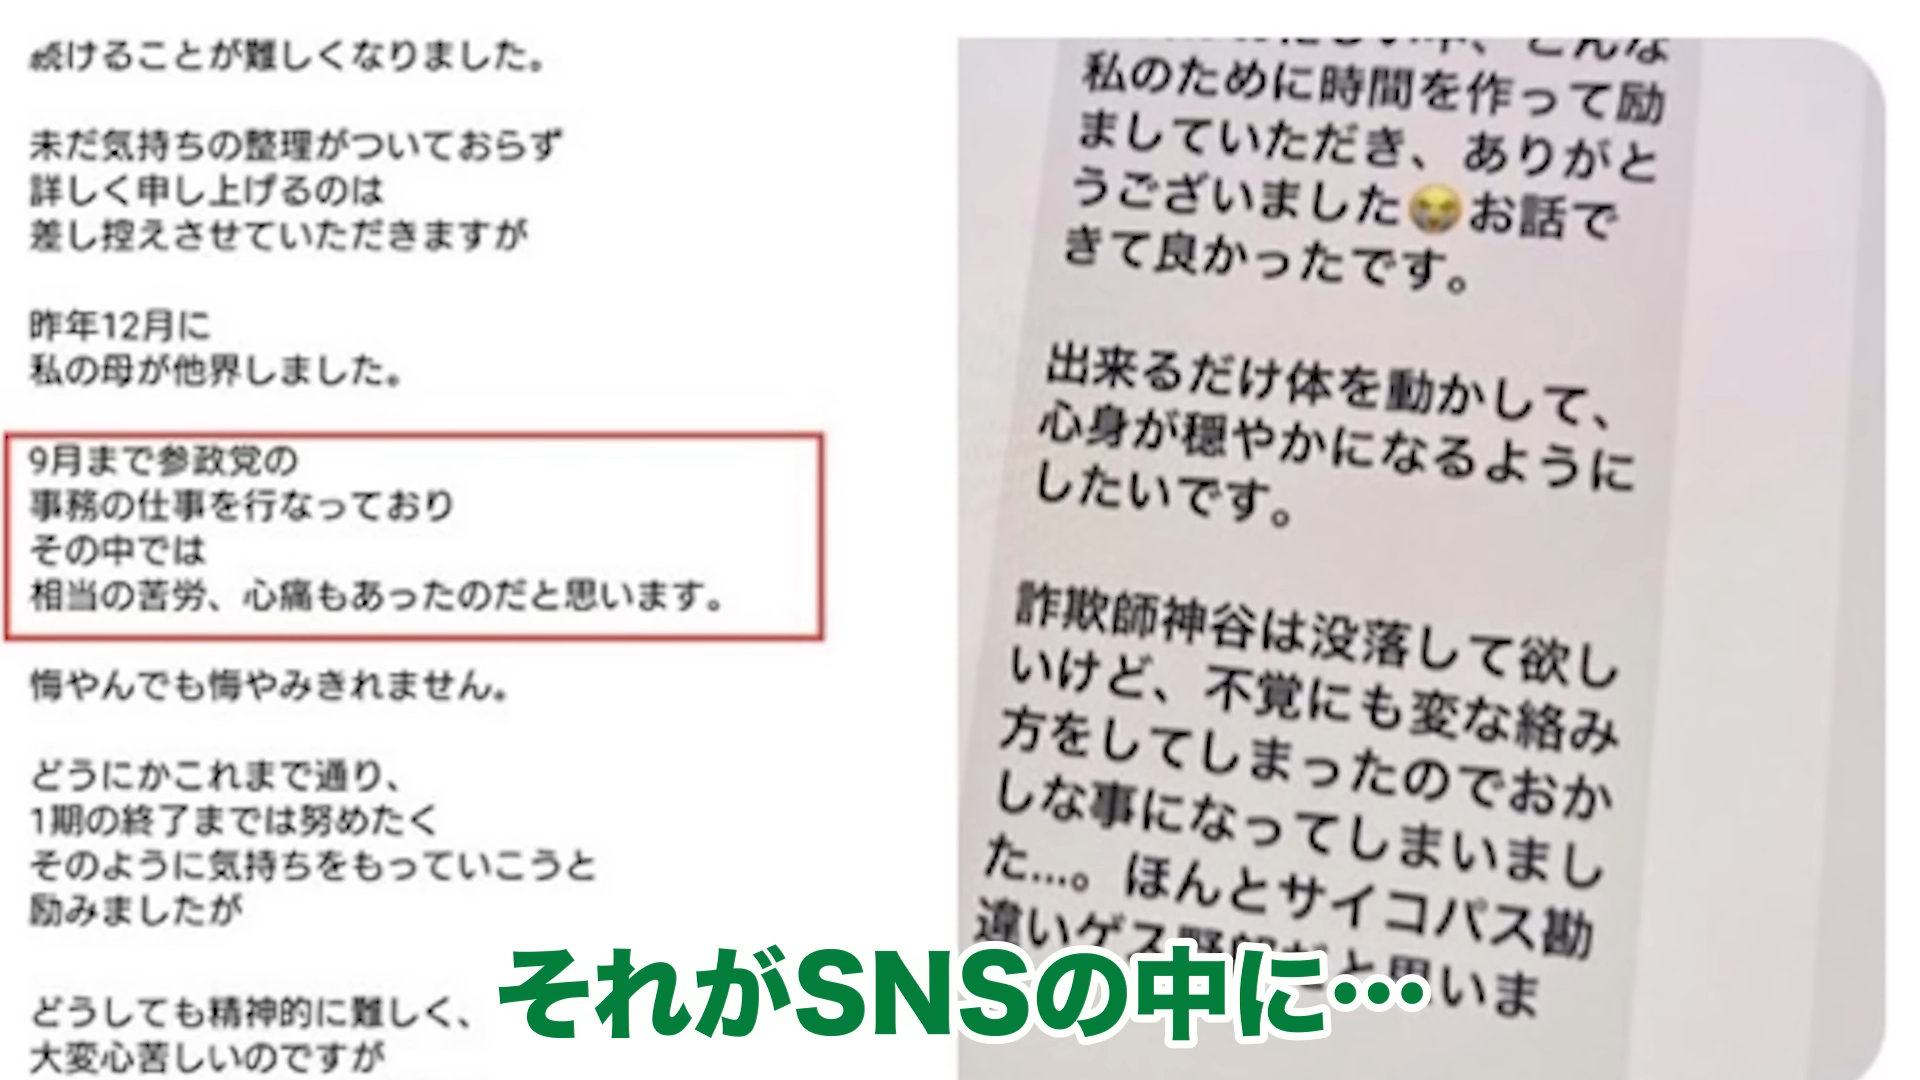 続けることが難しくなりました。
未だ気持ちの整理がついておらず
詳しく申し上げるのは
差し控えさせていただきますが
昨年12月に
私の母が他界しました。
9月まで参政党の
事務の仕事を行なっており
その中では
相当の苦労、心痛もあったのだと思います。
悔やんでも悔やみきれません。
どうにかこれまで通り、
1期の終了までは努めたく
そのように気持ちをもっていこうと
励みましたが
どうしても精神的に難しく、
大変心苦しいのですが
こんな
私のために時間を作って励
ましていただき、ありがと
うございました😭お話で
きて良かったです。
出来るだけ体を動かして、
心身が穏やかになるように
したいです。
詐欺師神谷は没落して欲し
いけど、不覚にも変な絡み
方をしてしまったのでおか
しな事になってしまいまし
た...。ほんとサイコパス勘
違いゲス野郎だと思いま
それがSNSの中に…